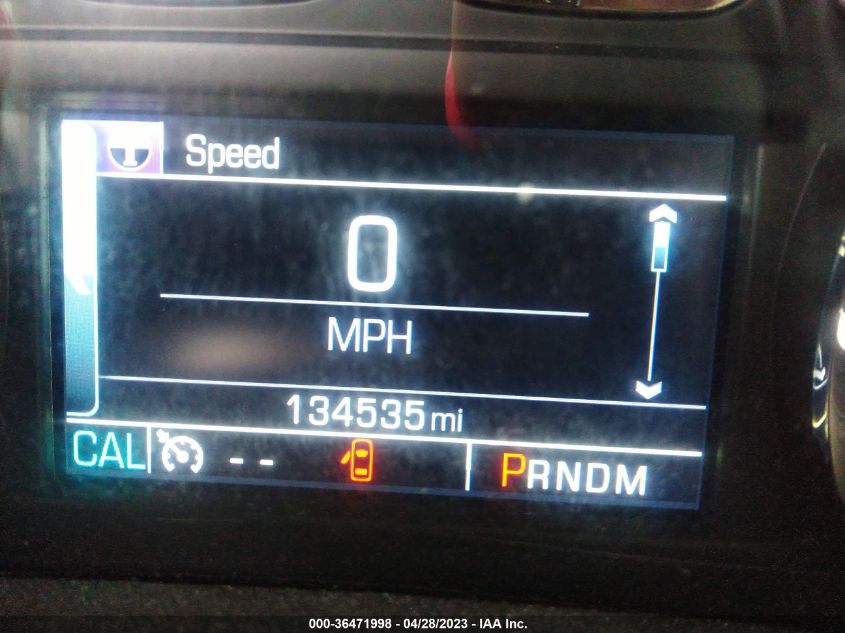 Speed
0
MPH
134535 mi
CAL -- PRNDM
000-36471998 - 04/28/2023 - IAA Inc.